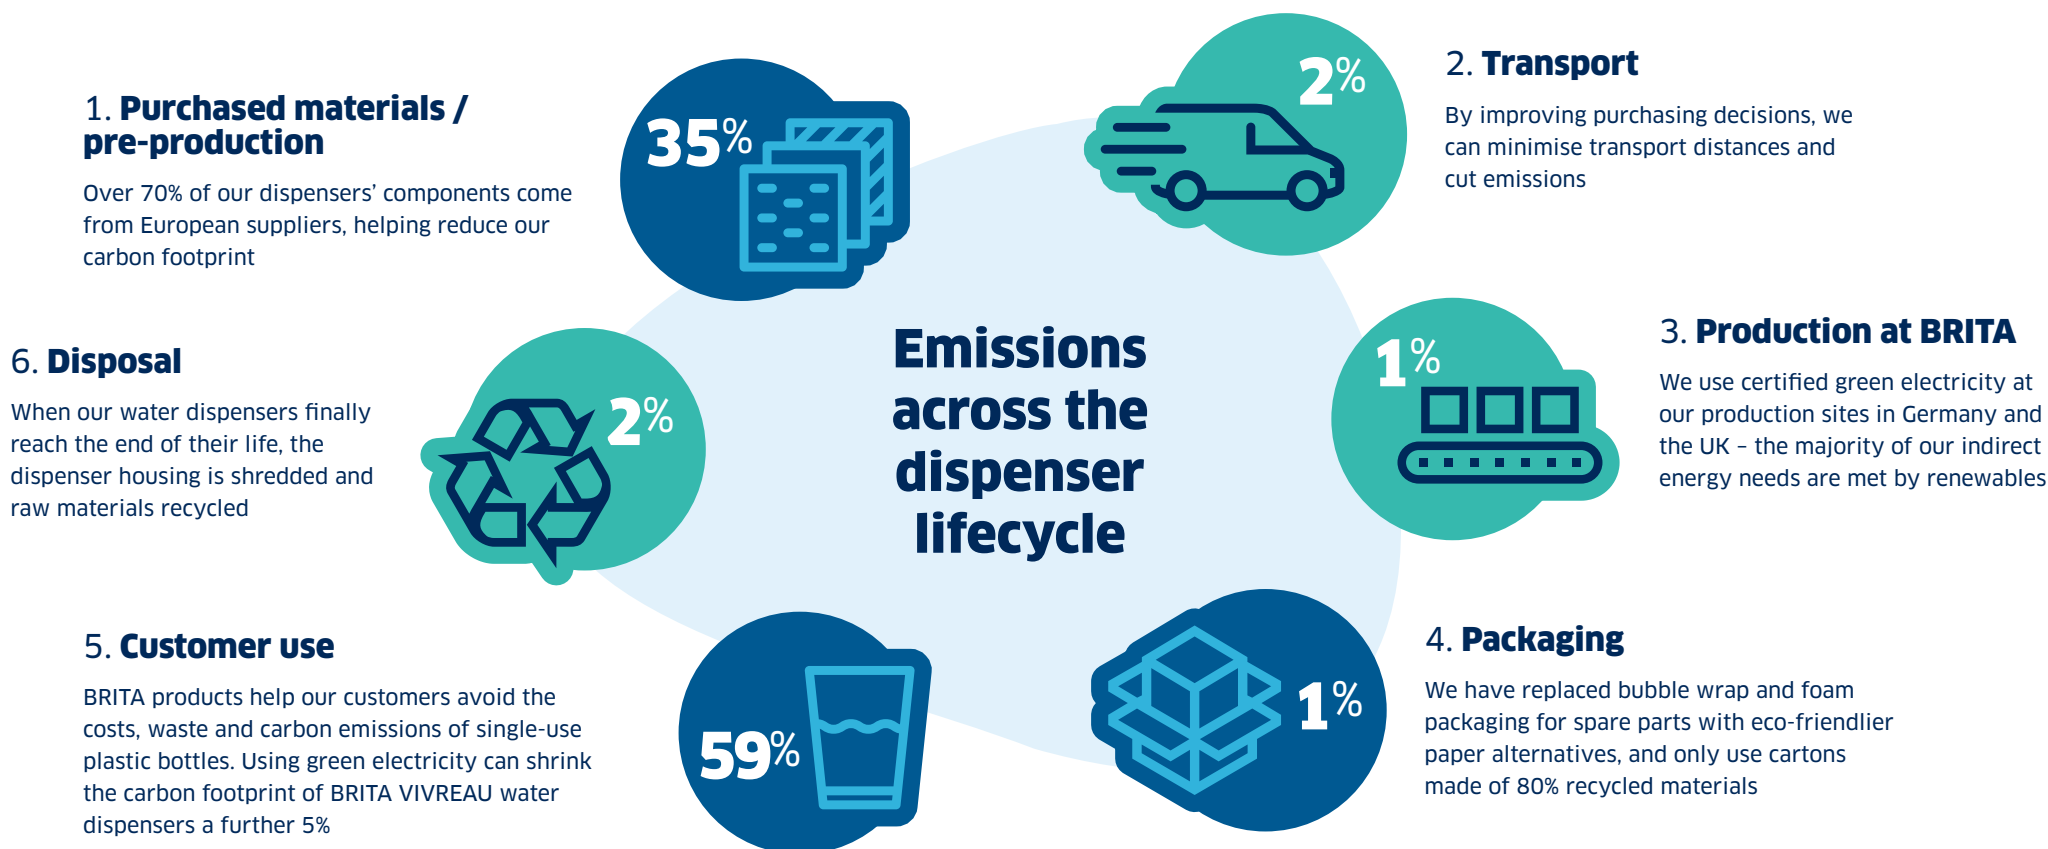 Emissions
across the
dispenser
lifecycle
1. Purchased materials /
pre-production
Over 70% of our dispensers’ components come
from European suppliers, helping reduce our
carbon footprint
35%
2%
2. Transport
By improving purchasing decisions, we
can minimise transport distances and
cut emissions
1%
3. Production at BRITA
We use certified green electricity at
our production sites in Germany and
the UK – the majority of our indirect
energy needs are met by renewables
1%
4. Packaging
We have replaced bubble wrap and foam
packaging for spare parts with eco-friendlier
paper alternatives, and only use cartons
made of 80% recycled materials
5. Customer use
BRITA products help our customers avoid the
costs, waste and carbon emissions of single-use
plastic bottles. Using green electricity can shrink
the carbon footprint of BRITA VIVREAU water
dispensers a further 5%
59%
6. Disposal
When our water dispensers finally
reach the end of their life, the
dispenser housing is shredded and
raw materials recycled
2%